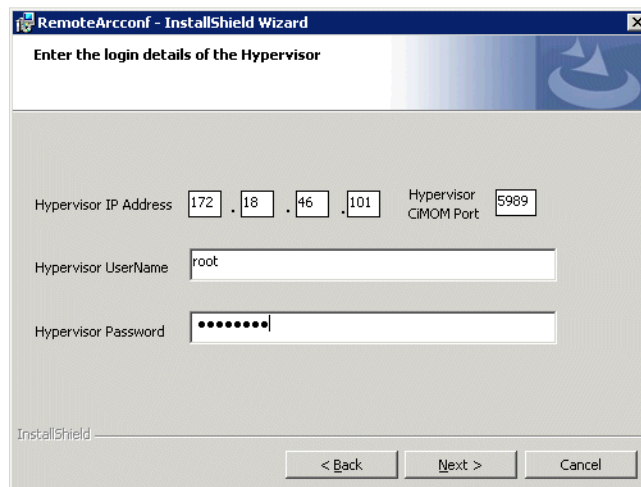 RemoteArcconf - InstallShield Wizard
Enter the login details of the Hypervisor
Hypervisor IP Address 172 . 18 . 46 . 101 Hypervisor CiMOM Port 5989
Hypervisor UserName root
Hypervisor Password ●●●●●●●●
InstallShield
< Back Next > Cancel